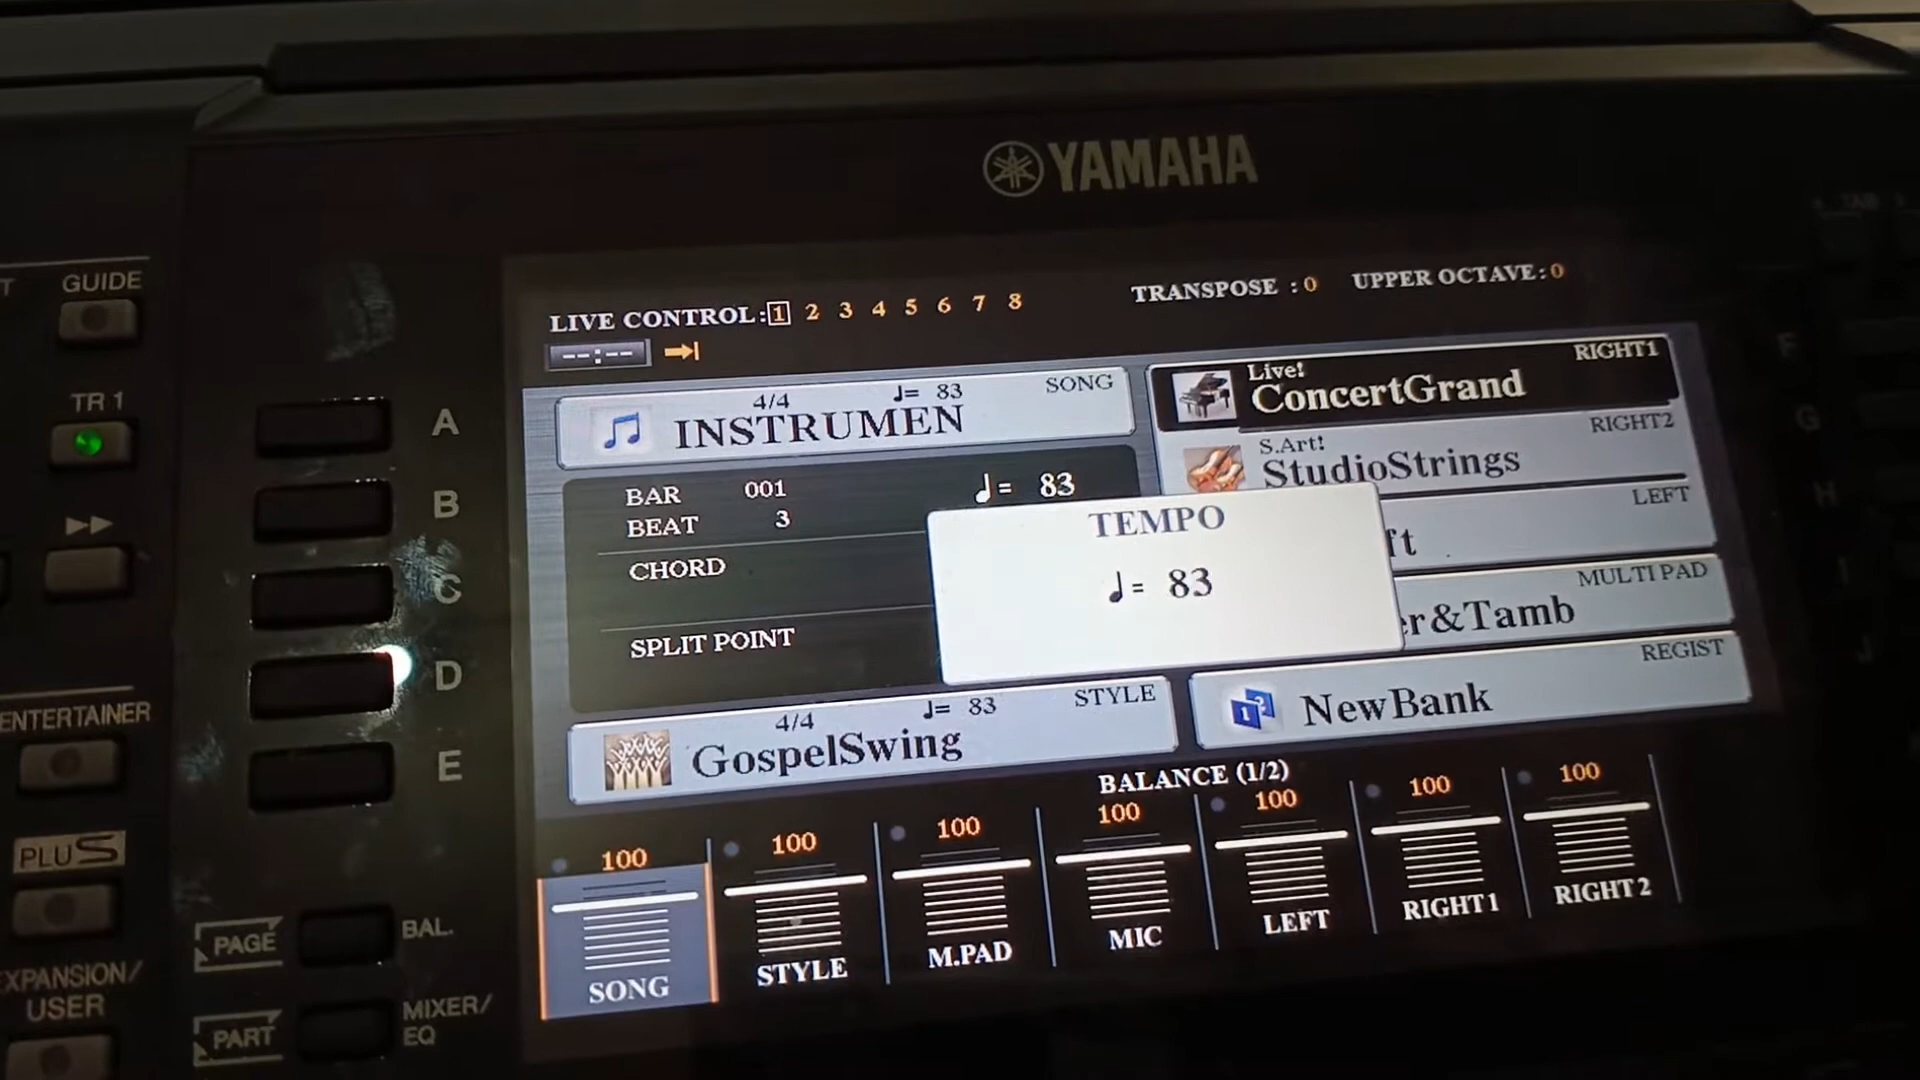 YAMAHA
GUIDE
TR 1
ENTERTAINER
PLUS
EXPANSION/
USER
A
B
C
D
E
PAGE
BAL.
PART
MIXER/
EQ
LIVE CONTROL:1 2 3 4 5 6 7 8
TRANSPOSE :0 UPPER OCTAVE:0
--:--
4/4 ♩= 83 SONG
INSTRUMEN
BAR 001 ♩= 83
BEAT 3
CHORD
SPLIT POINT
TEMPO
♩= 83
RIGHT1
Live!
ConcertGrand
RIGHT2
S.Art!
StudioStrings
LEFT
ft
MULTI PAD
er&Tamb
4/4 ♩= 83 STYLE
GospelSwing
REGIST
NewBank
BALANCE (1/2)
100 100 100 100 100 100 100
SONG STYLE M.PAD MIC LEFT RIGHT1 RIGHT2
F
G
H
I
J